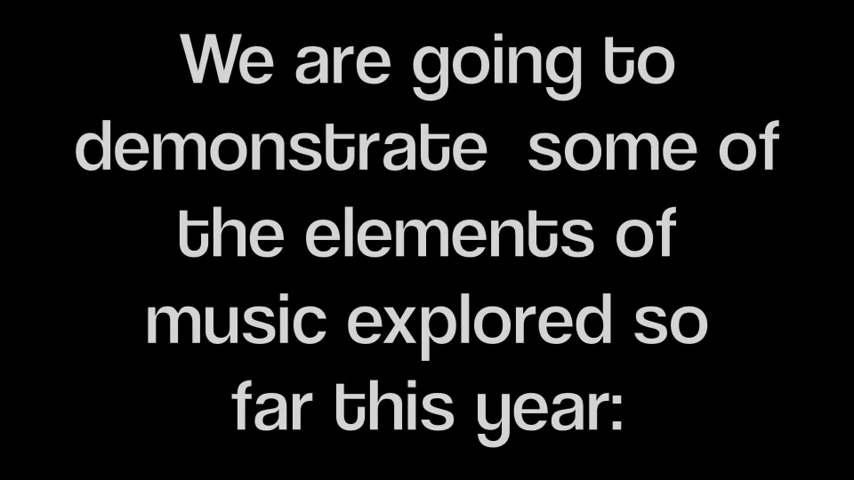 We are going to
demonstrate  some of
the elements of
music explored so
far this year: